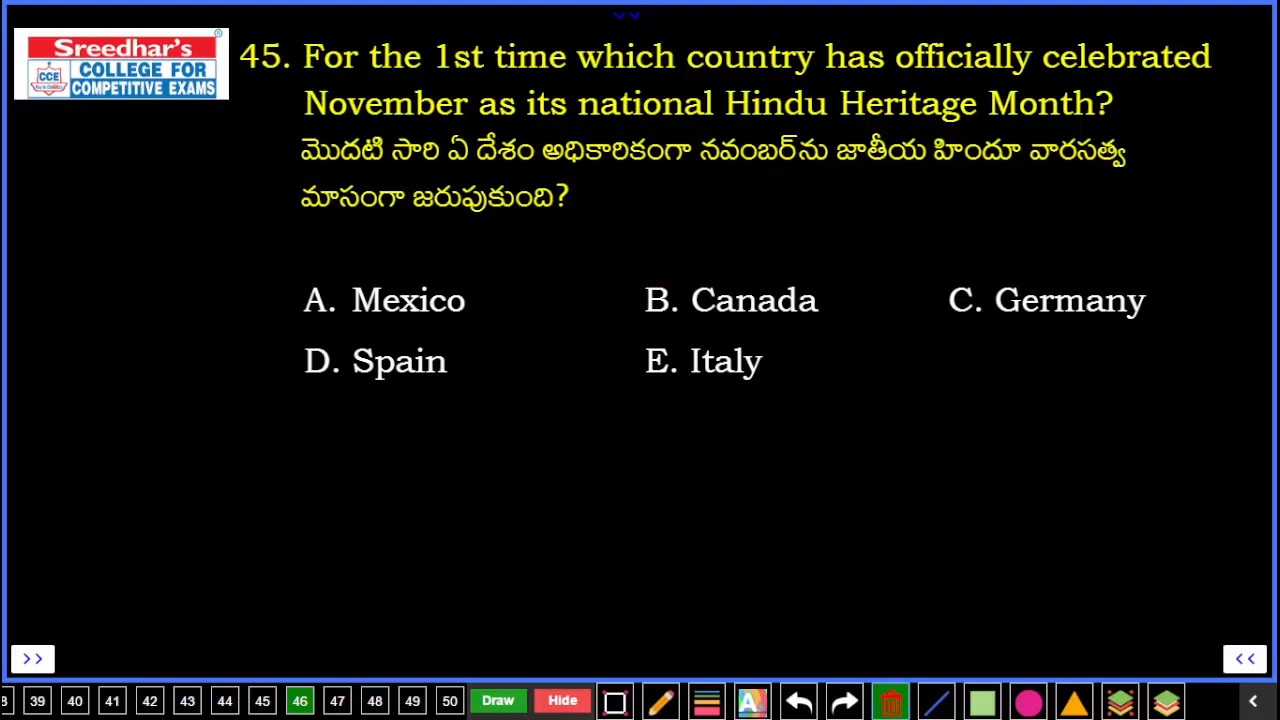 Sreedhar's
CCE
COLLEGE FOR
COMPETITIVE EXAMS
45. For the 1st time which country has officially celebrated
November as its national Hindu Heritage Month?
మొదటి సారి ఏ దేశం అధికారికంగా నవంబర్‌ను జాతీయ హిందూ వారసత్వ
మాసంగా జరుపుకుంది?
A. Mexico B. Canada C. Germany
D. Spain E. Italy
>> <<
39 40 41 42 43 44 45 46 47 48 49 50 Draw Hide A